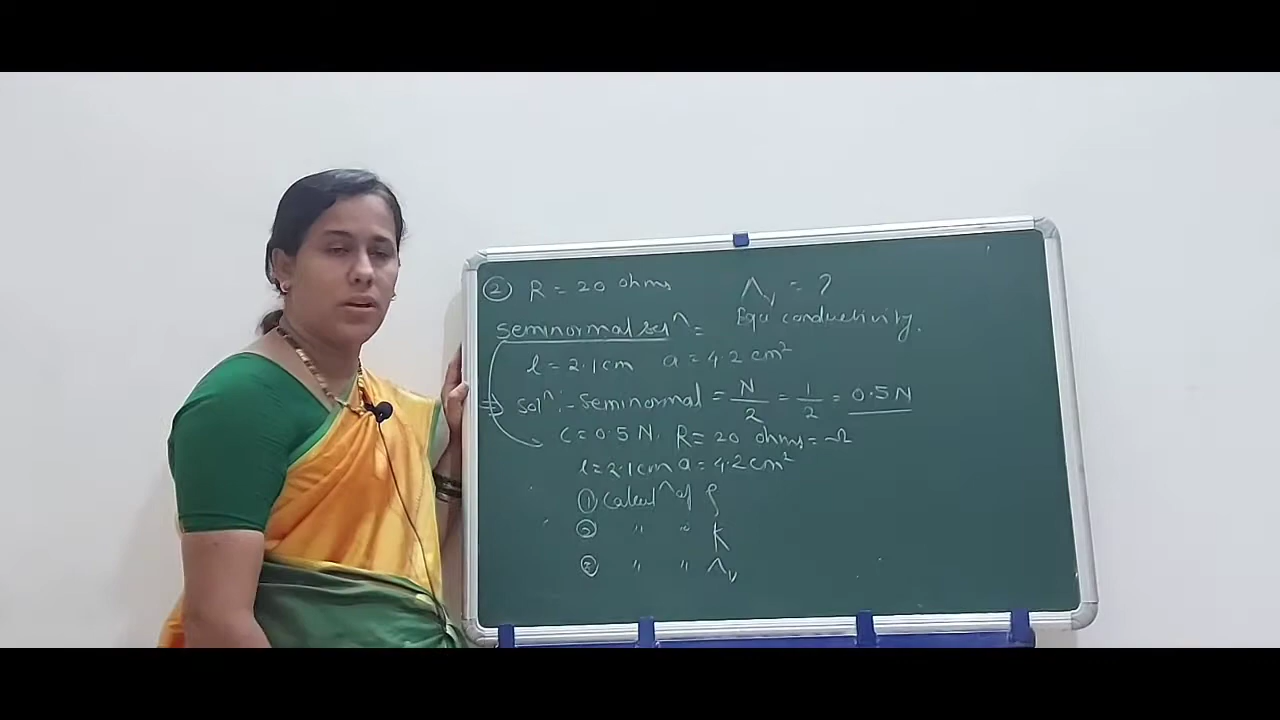 ② R = 20 ohms Λv = ?
Seminormal solⁿ = Equi conductivity.
l = 2.1cm a = 4.2 cm²
⇒ Solⁿ :- Seminormal = N/2 = 1/2 = 0.5N
C = 0.5 N. R = 20 ohms = Ω
l = 2.1cm a = 4.2cm²
① Calculⁿ of ρ
② " " K
③ " " Λv